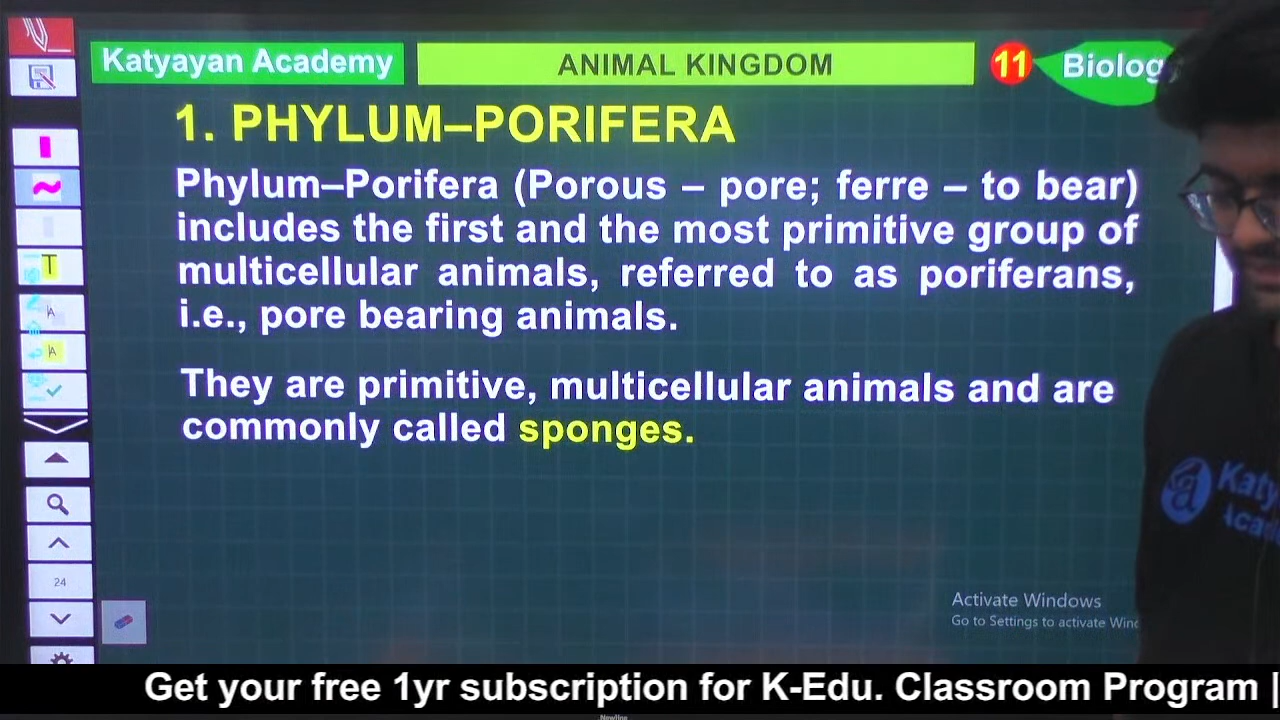 Katyayan Academy
ANIMAL KINGDOM
11
Biolog
1. PHYLUM–PORIFERA
Phylum–Porifera (Porous – pore; ferre – to bear)
includes the first and the most primitive group of
multicellular animals, referred to as poriferans,
i.e., pore bearing animals.
They are primitive, multicellular animals and are
commonly called sponges.
T
A
A
24
Katy
Acad
Activate Windows
Go to Settings to activate Wind
Get your free 1yr subscription for K-Edu. Classroom Program |
Newline